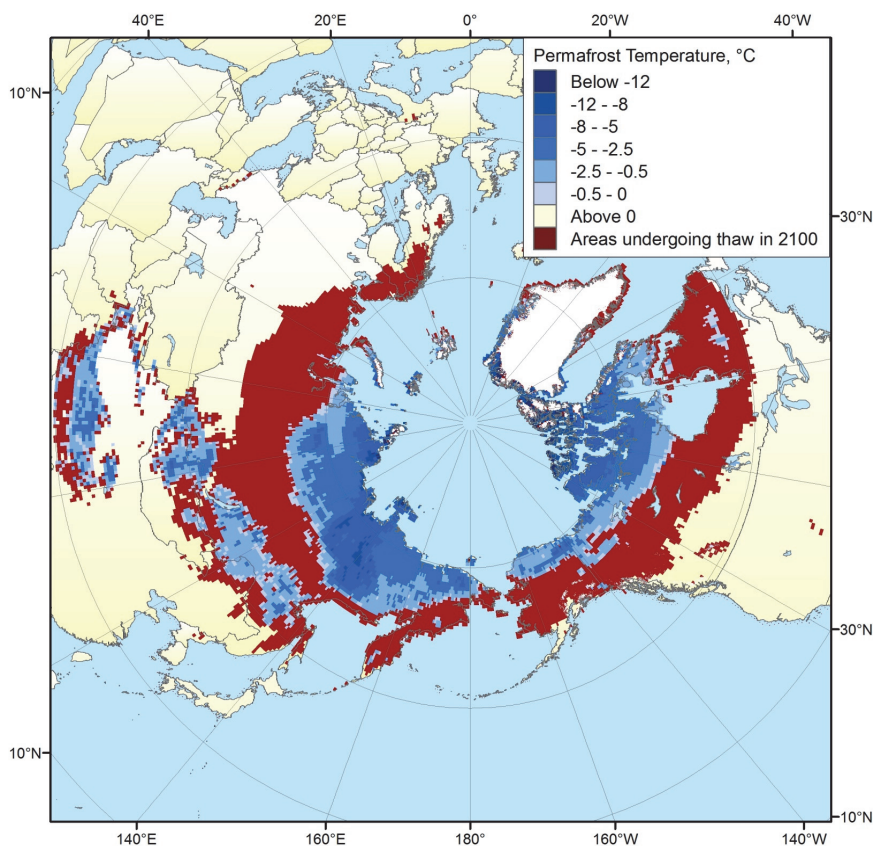 40°E 20°E 0° 20°W 40°W
Permafrost Temperature, °C
Below -12
-12 - -8
-8 - -5
-5 - -2.5
-2.5 - -0.5
-0.5 - 0
Above 0
Areas undergoing thaw in 2100
10°N
30°N
30°N
10°N
10°N
140°E 160°E 180° 160°W 140°W